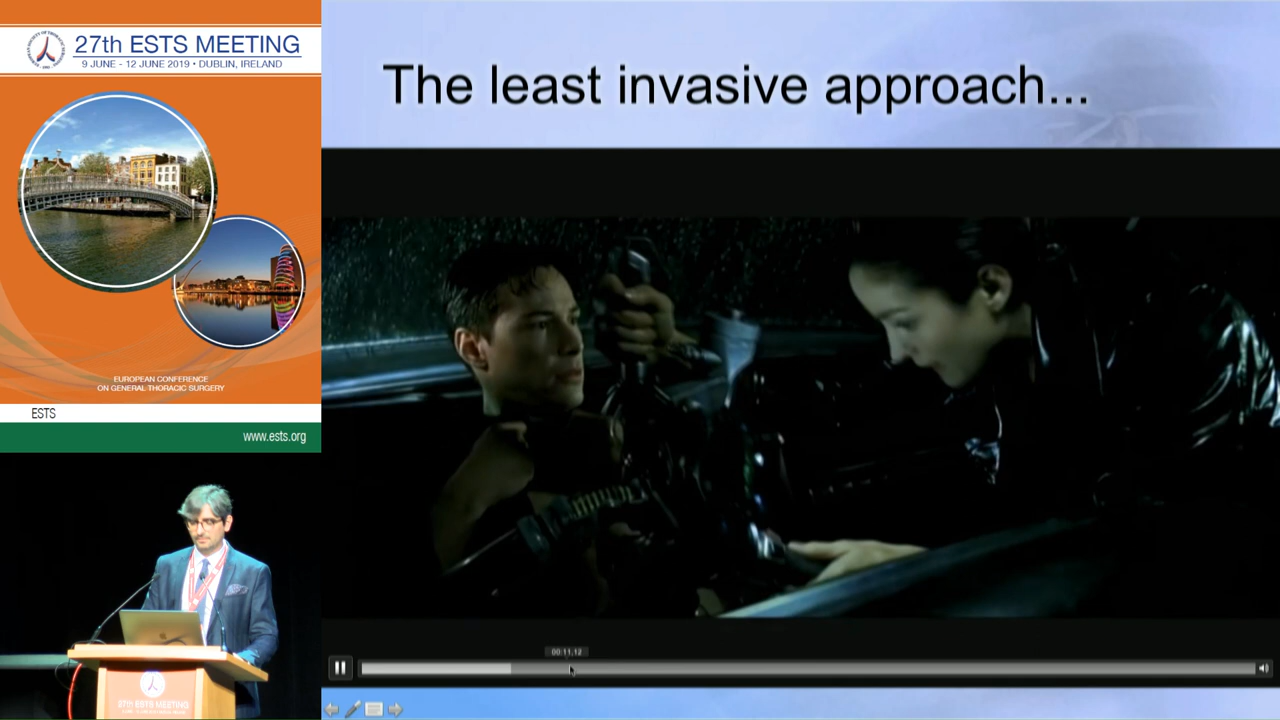 27th ESTS MEETING
9 JUNE - 12 JUNE 2019 • DUBLIN, IRELAND
EUROPEAN CONFERENCE
ON GENERAL THORACIC SURGERY
ESTS
www.ests.org
The least invasive approach...
00:11.12
27th ESTS MEETING